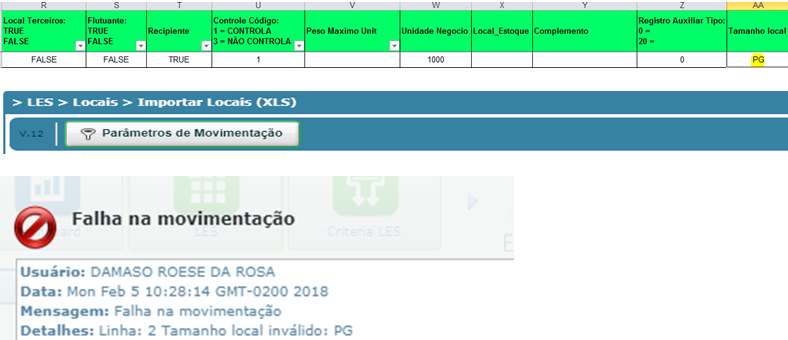 R S T U V W X Y Z AA
Local Terceiros: Flutuante: Controle Código: Registro Auxiliar Tipo:
TRUE TRUE Recipiente 1 = CONTROLA Peso Maximo Unit Unidade Negocio Local_Estoque Complemento 0 = Tamanho local
FALSE FALSE 3 = NÃO CONTROLA 20 =
FALSE FALSE TRUE 1 1000 0 PG
> LES > Locais > Importar Locais (XLS)
v.12 Parâmetros de Movimentação
Falha na movimentação
LES Criteria LES
Usuário: DAMASO ROESE DA ROSA
Data: Mon Feb 5 10:28:14 GMT-0200 2018
Mensagem: Falha na movimentação
Detalhes: Linha: 2 Tamanho local inválido: PG